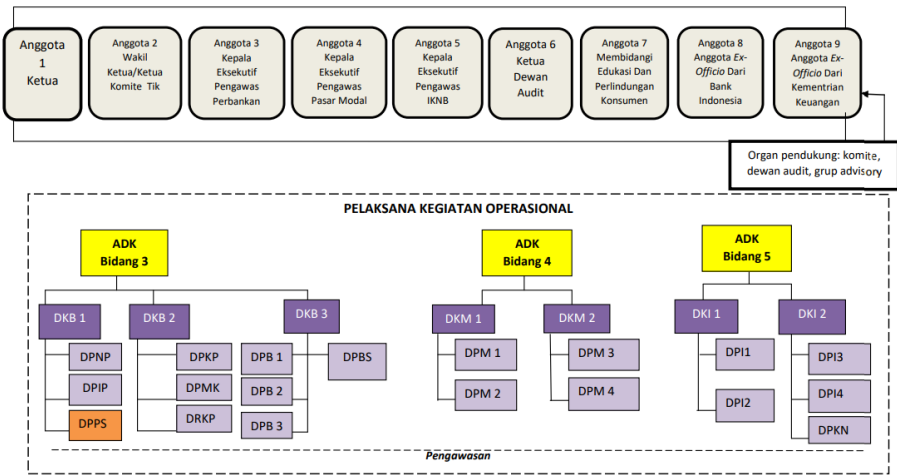 Anggota
1
Ketua
Anggota 2
Wakil
Ketua/Ketua
Komite Tik
Anggota 3
Kepala
Eksekutif
Pengawas
Perbankan
Anggota 4
Kepala
Eksekutif
Pengawas
Pasar Modal
Anggota 5
Kepala
Eksekutif
Pengawas
IKNB
Anggota 6
Ketua
Dewan
Audit
Anggota 7
Membidangi
Edukasi Dan
Perlindungan
Konsumen
Anggota 8
Anggota Ex-
Officio Dari
Bank
Indonesia
Anggota 9
Anggota Ex-
Officio Dari
Kementrian
Keuangan
Organ pendukung: komite,
dewan audit, grup advisory
PELAKSANA KEGIATAN OPERASIONAL
ADK
Bidang 3
ADK
Bidang 4
ADK
Bidang 5
DKB 1
DKB 2
DKB 3
DKM 1
DKM 2
DKI 1
DKI 2
DPNP
DPIP
DPPS
DPKP
DPMK
DRKP
DPB 1
DPB 2
DPB 3
DPBS
DPM 1
DPM 2
DPM 3
DPM 4
DPI1
DPI2
DPI3
DPI4
DPKN
Pengawasan